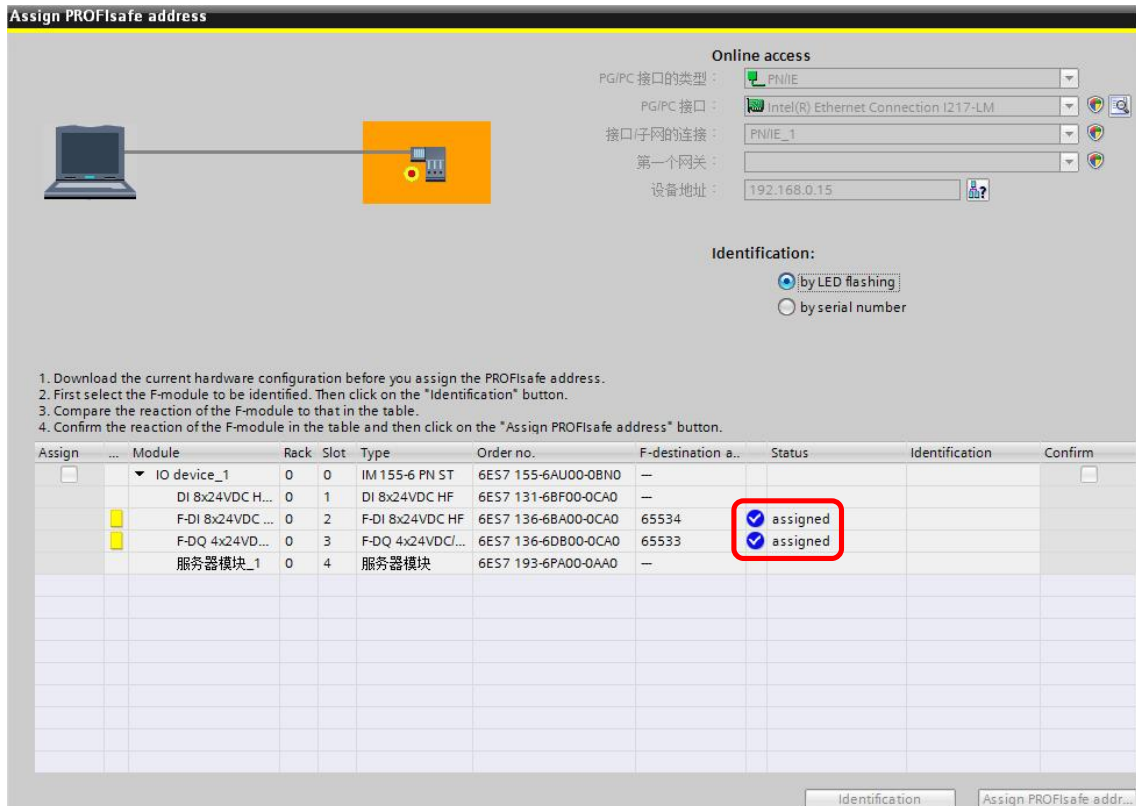 Assign PROFIsafe address
Online access
PG/PC 接口的类型：
PN/IE
PG/PC 接口：
Intel(R) Ethernet Connection I217-LM
接口/子网的连接：
PN/IE_1
第一个网关：
设备地址：
192.168.0.15
Identification:
by LED flashing
by serial number
1. Download the current hardware configuration before you assign the PROFIsafe address.
2. First select the F-module to be identified. Then click on the "Identification" button.
3. Compare the reaction of the F-module to that in the table.
4. Confirm the reaction of the F-module in the table and then click on the "Assign PROFIsafe address" button.
Assign ... Module Rack Slot Type Order no. F-destination a.. Status Identification Confirm
IO device_1 0 0 IM 155-6 PN ST 6ES7 155-6AU00-0BN0 —
DI 8x24VDC H... 0 1 DI 8x24VDC HF 6ES7 131-6BF00-0CA0 —
F-DI 8x24VDC ... 0 2 F-DI 8x24VDC HF 6ES7 136-6BA00-0CA0 65534 assigned
F-DQ 4x24VD... 0 3 F-DQ 4x24VDC/... 6ES7 136-6DB00-0CA0 65533 assigned
服务器模块_1 0 4 服务器模块 6ES7 193-6PA00-0AA0 —
Identification Assign PROFIsafe addr...